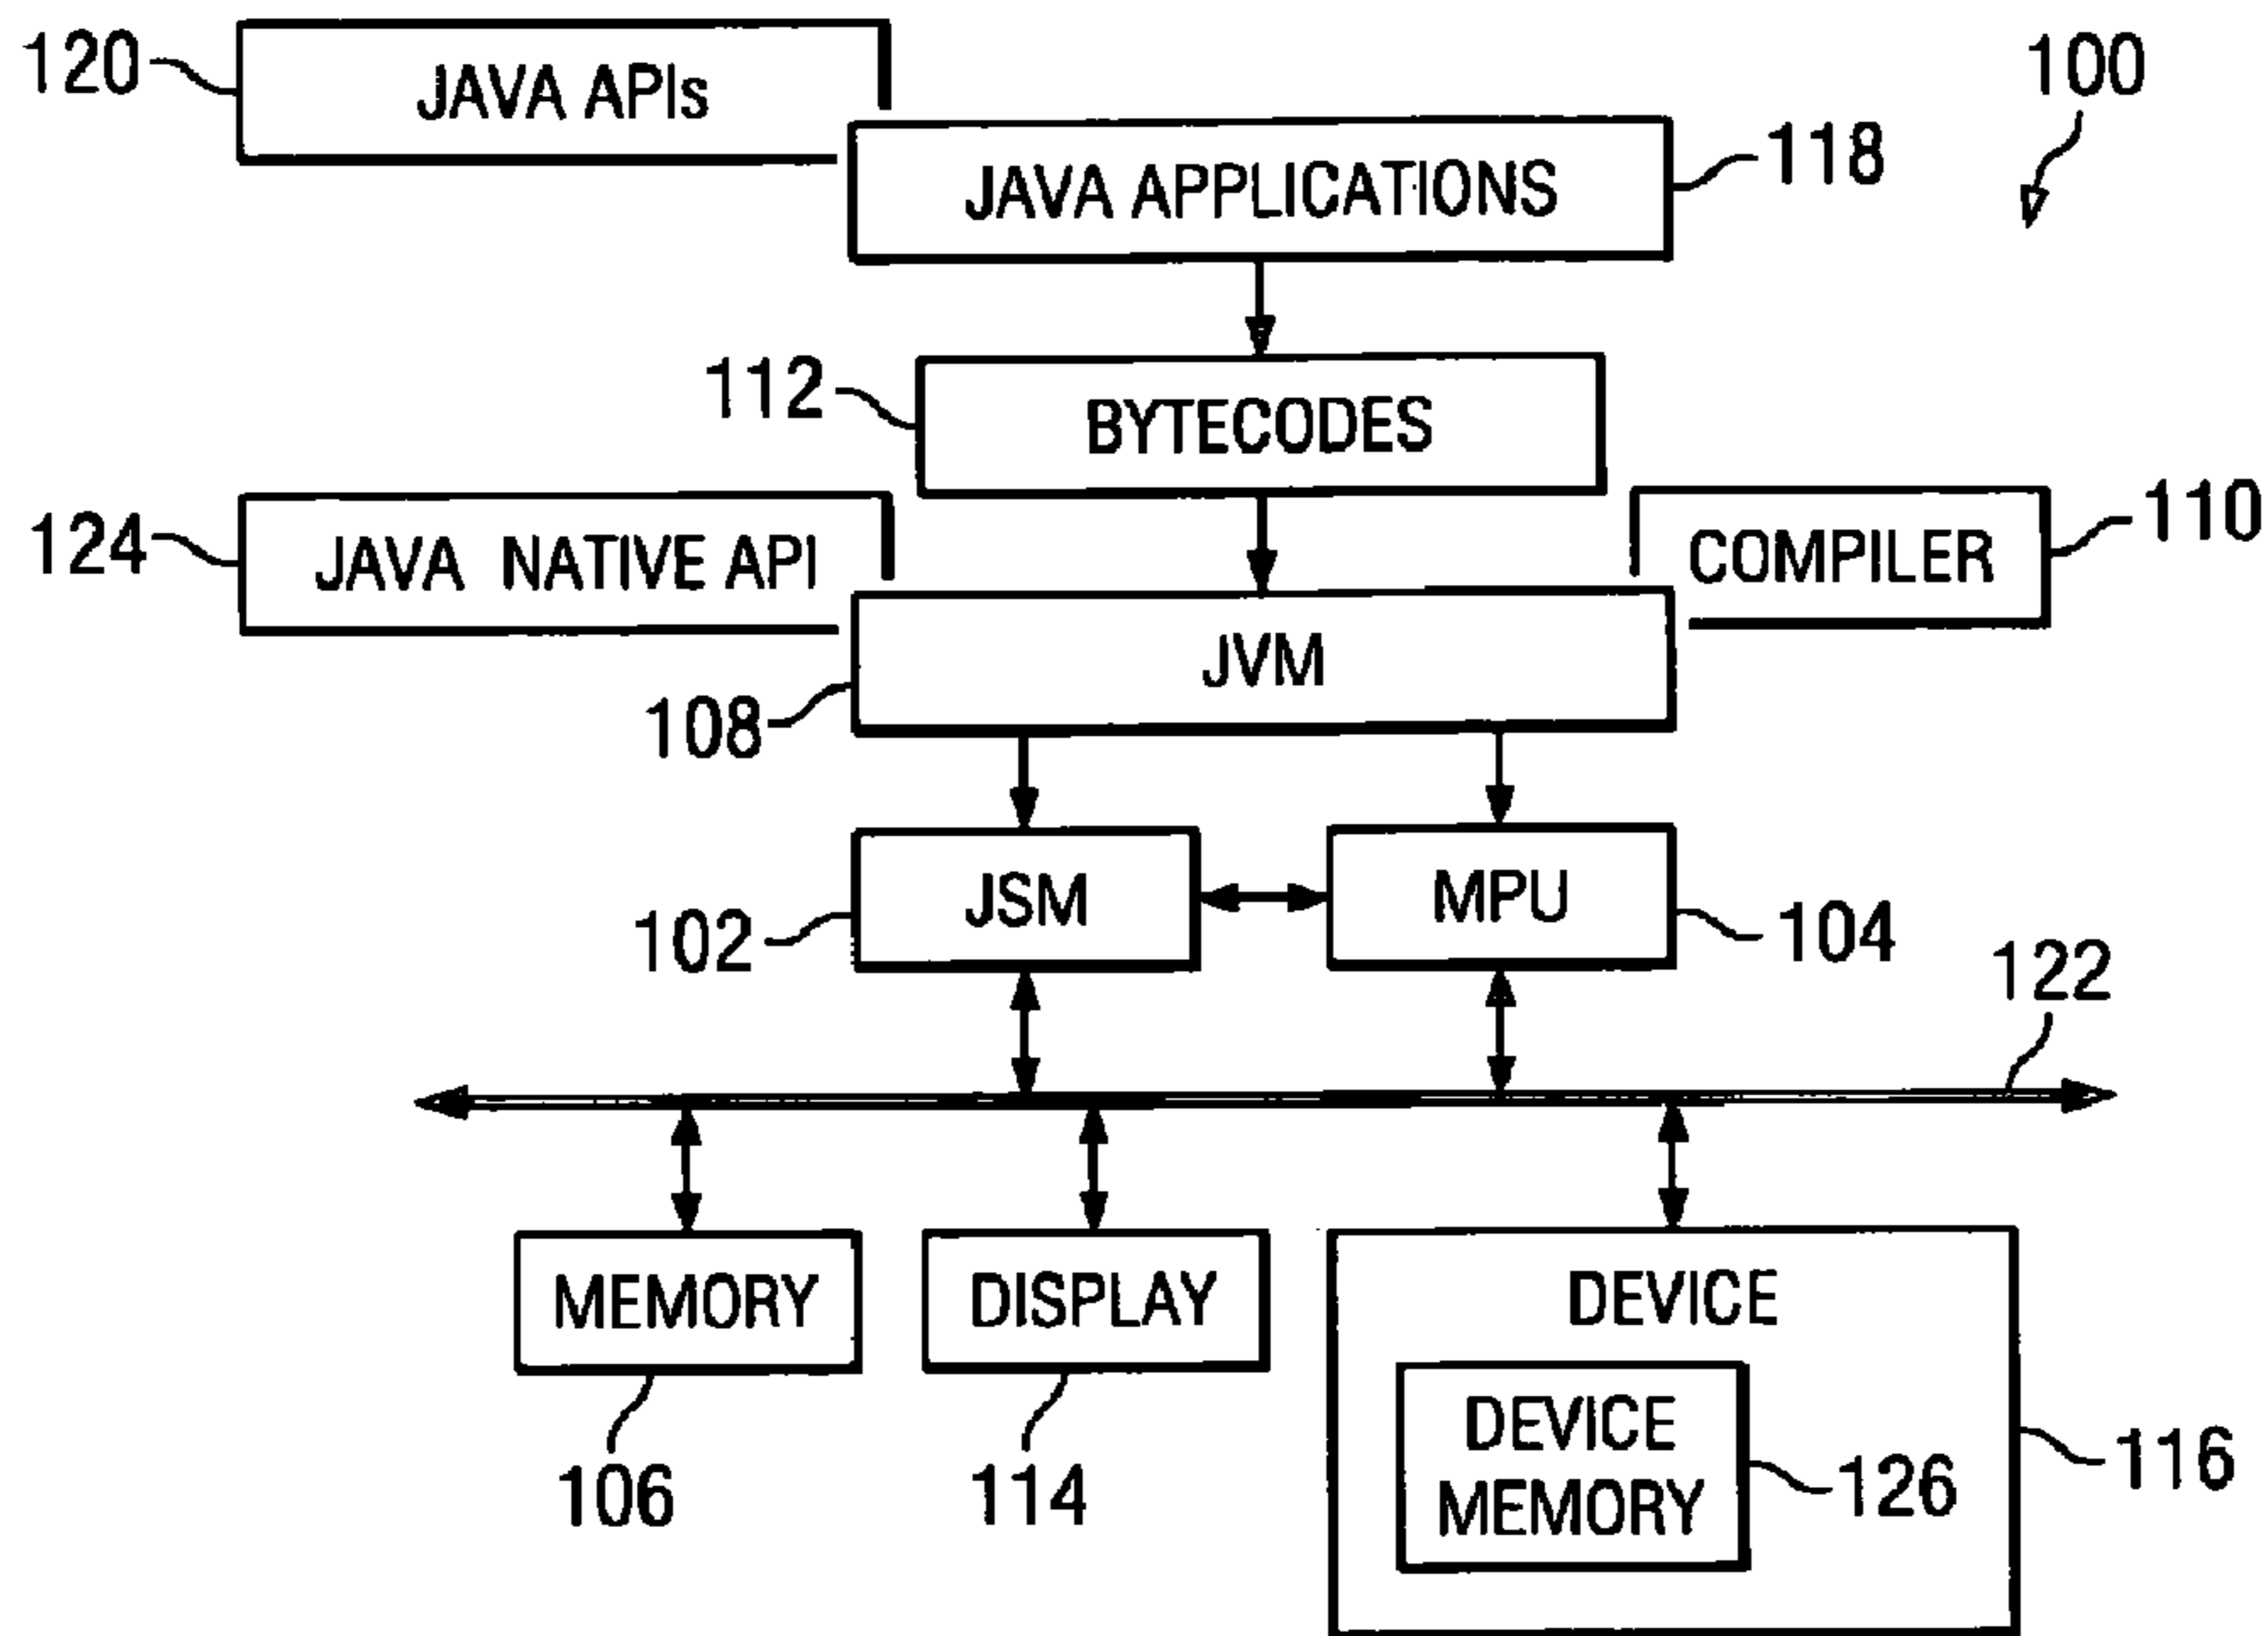 120
JAVA APIs
100
JAVA APPLICATIONS
118
112
BYTECODES
124
JAVA NATIVE API
COMPILER
110
JVM
108
JSM
MPU
102
104
122
MEMORY
DISPLAY
DEVICE
DEVICE
MEMORY
106
114
126
116